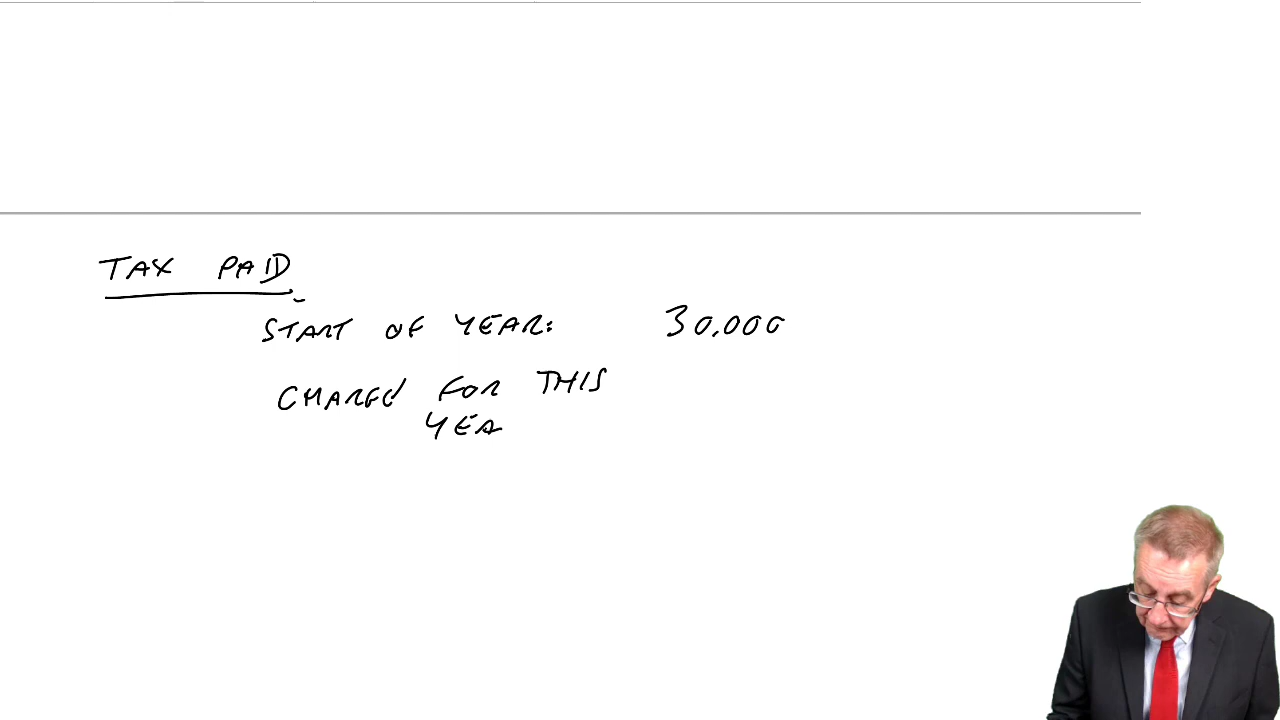 TAX PAID
START OF YEAR: 30,000
CHARGE FOR THIS
YEA